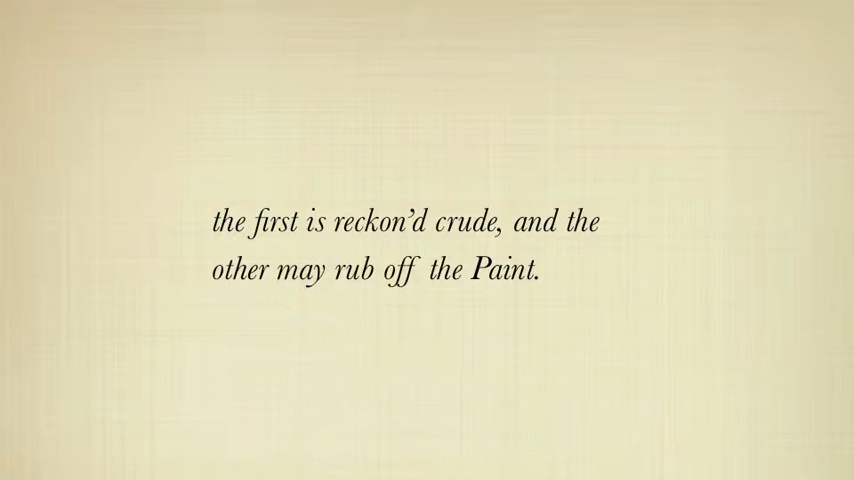 the first is reckon’d crude, and the
other may rub off the Paint.